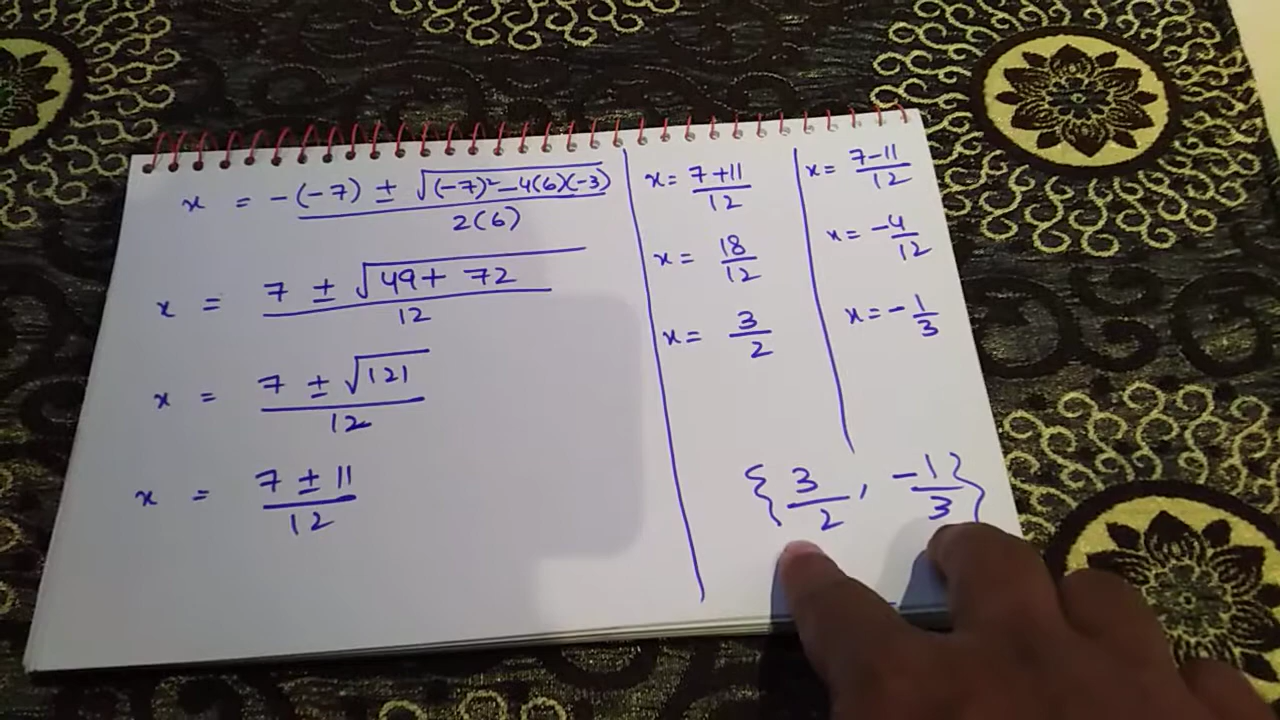 x = -(-7) ± √(-7)² - 4(6)(-3)
2(6)
x = 7 ± √49 + 72
12
x = 7 ± √121
12
x = 7 ± 11
12
x = 7 + 11
12
x = 18
12
x = 3
2
x = 7 - 11
12
x = - 4
12
x = - 1
3
{3/2, -1/3}